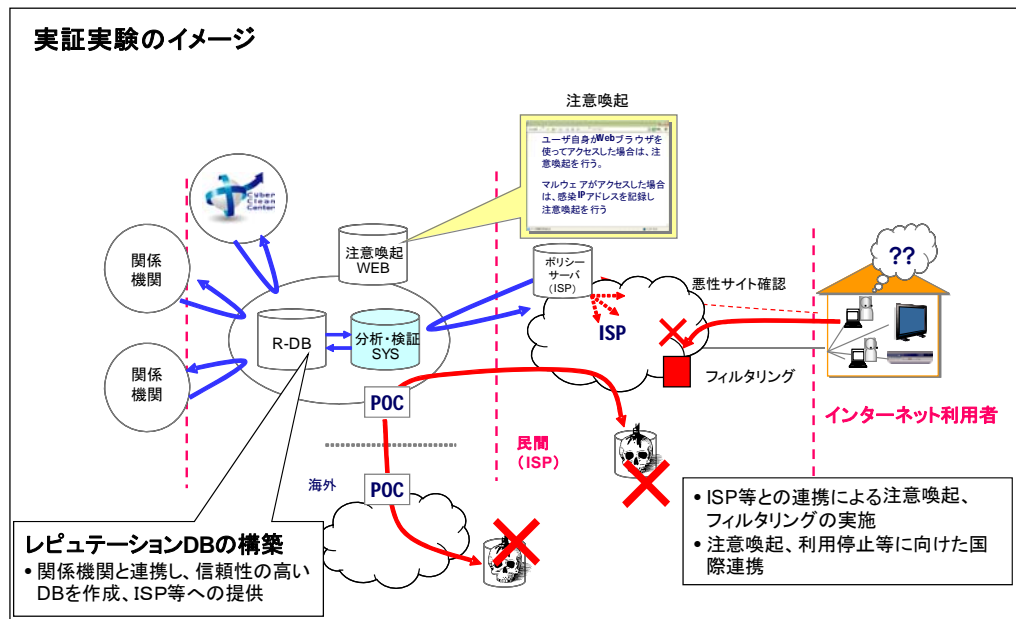 実証実験のイメージ
注意喚起
ユーザ自身がWebブラウザを
使ってアクセスした場合は、注
意喚起を行う。
マルウェアがアクセスした場合
は、感染IPアドレスを記録し
注意喚起を行う
Cyber
Clean
Center
関係
機関
注意喚起
WEB
ポリシー
サーバ
(ISP)
??
悪性サイト確認
ISP
R-DB
分析・検証
SYS
関係
機関
フィルタリング
POC
インターネット利用者
民間
(ISP)
海外
POC
レピュテーションDBの構築
• 関係機関と連携し、信頼性の高い
DBを作成、ISP等への提供
• ISP等との連携による注意喚起、
フィルタリングの実施
• 注意喚起、利用停止等に向けた国
際連携